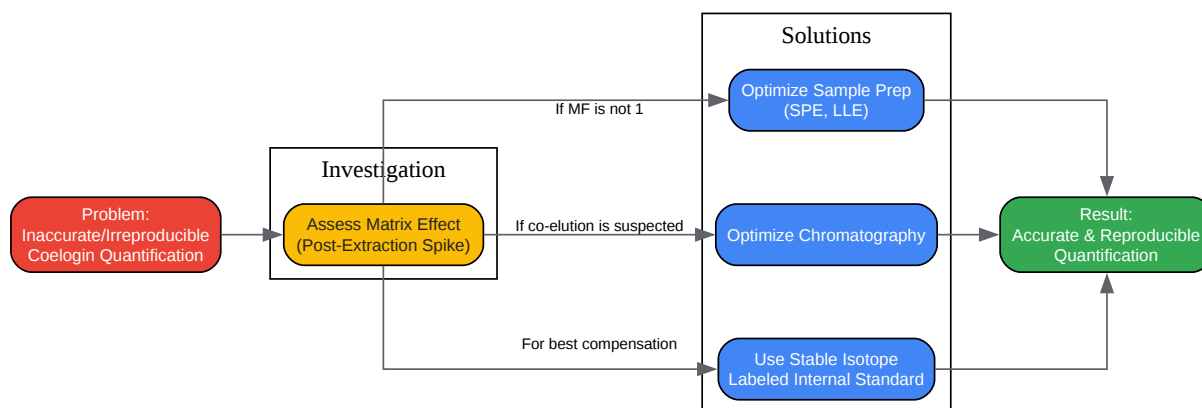 Solutions
Optimize Sample Prep
(SPE, LLE)
If MF is not 1
Investigation
Problem:
Inaccurate/Irreproducible
Coelogin Quantification
Assess Matrix Effect
(Post-Extraction Spike)
If co-elution is suspected
Optimize Chromatography
Result:
Accurate & Reproducible
Quantification
For best compensation
Use Stable Isotope
Labeled Internal Standard